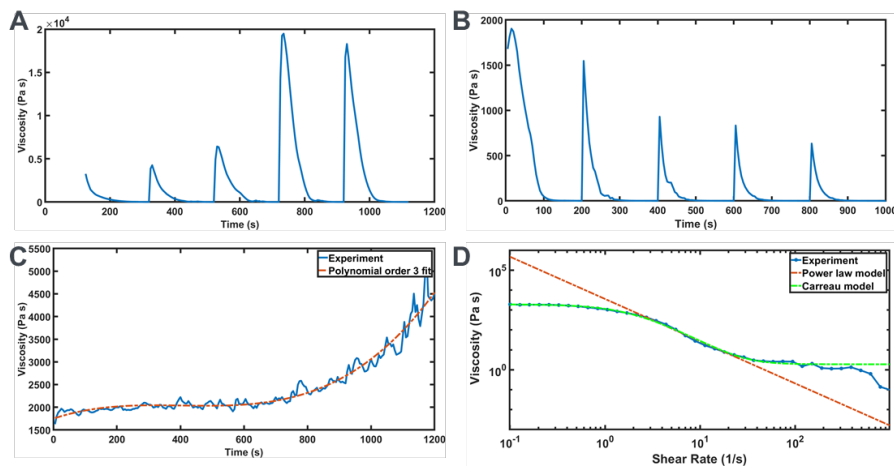 A
2 ×10⁴
1.5
1
0.5
0
Viscosity (Pa s)
0 200 400 600 800 1000 1200
Time (s)
B
2000
1500
1000
500
0
Viscosity (Pa s)
0 100 200 300 400 500 600 700 800 900 1000
Time (s)
C
5500
5000
4500
4000
3500
3000
2500
2000
1500
Viscosity (Pa s)
Experiment
Polynomial order 3 fit
0 200 400 600 800 1000 1200
Time (s)
D
10⁵
10⁰
Viscosity (Pa s)
Experiment
Power law model
Carreau model
10⁻¹ 10⁰ 10¹ 10² 
Shear Rate (1/s)